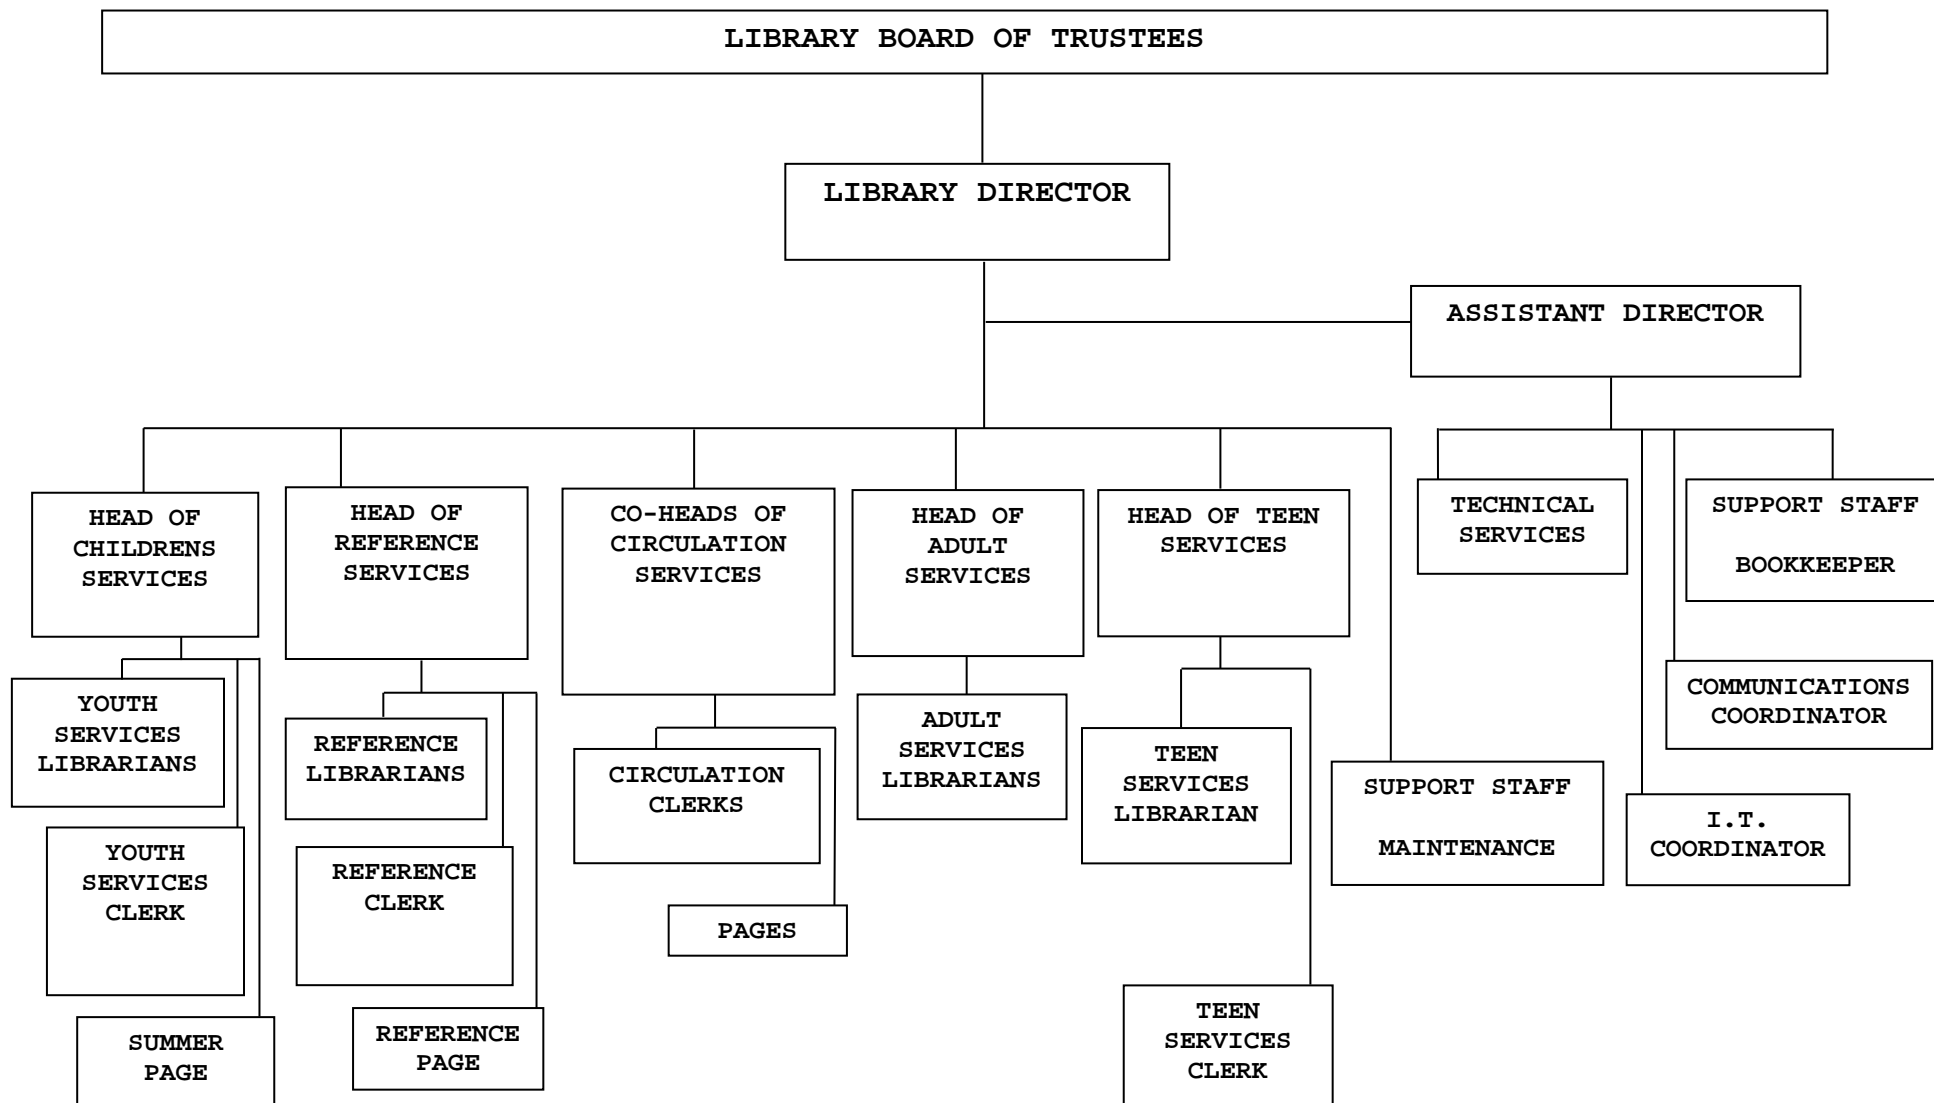 LIBRARY BOARD OF TRUSTEES
LIBRARY DIRECTOR
ASSISTANT DIRECTOR
HEAD OF
CHILDRENS
SERVICES
HEAD OF
REFERENCE
SERVICES
CO-HEADS OF
CIRCULATION
SERVICES
HEAD OF
ADULT
SERVICES
HEAD OF TEEN
SERVICES
TECHNICAL
SERVICES
SUPPORT STAFF
BOOKKEEPER
YOUTH
SERVICES
LIBRARIANS
REFERENCE
LIBRARIANS
CIRCULATION
CLERKS
ADULT
SERVICES
LIBRARIANS
TEEN
SERVICES
LIBRARIAN
SUPPORT STAFF
MAINTENANCE
COMMUNICATIONS
COORDINATOR
I.T.
COORDINATOR
YOUTH
SERVICES
CLERK
REFERENCE
CLERK
PAGES
SUMMER
PAGE
REFERENCE
PAGE
TEEN
SERVICES
CLERK